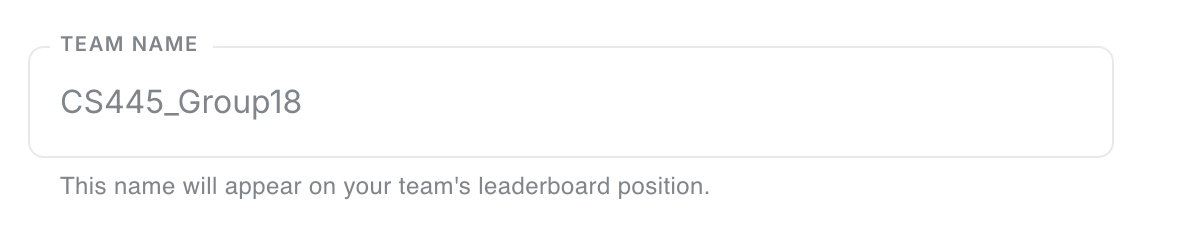 TEAM NAME
CS445_Group18
This name will appear on your team's leaderboard position.